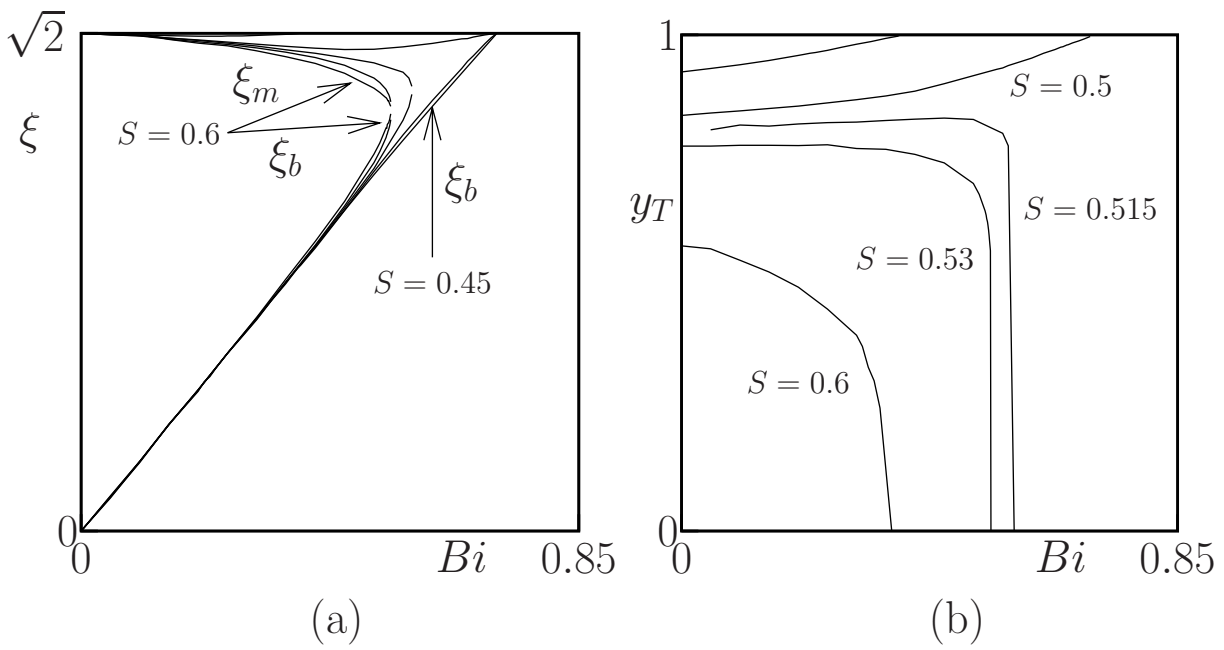 √2
ξ
S = 0.6
ξm
ξb
ξb
S = 0.45
0
0
Bi
0.85
(a)
1
yT
S = 0.5
S = 0.515
S = 0.53
S = 0.6
0
0
Bi
0.85
(b)